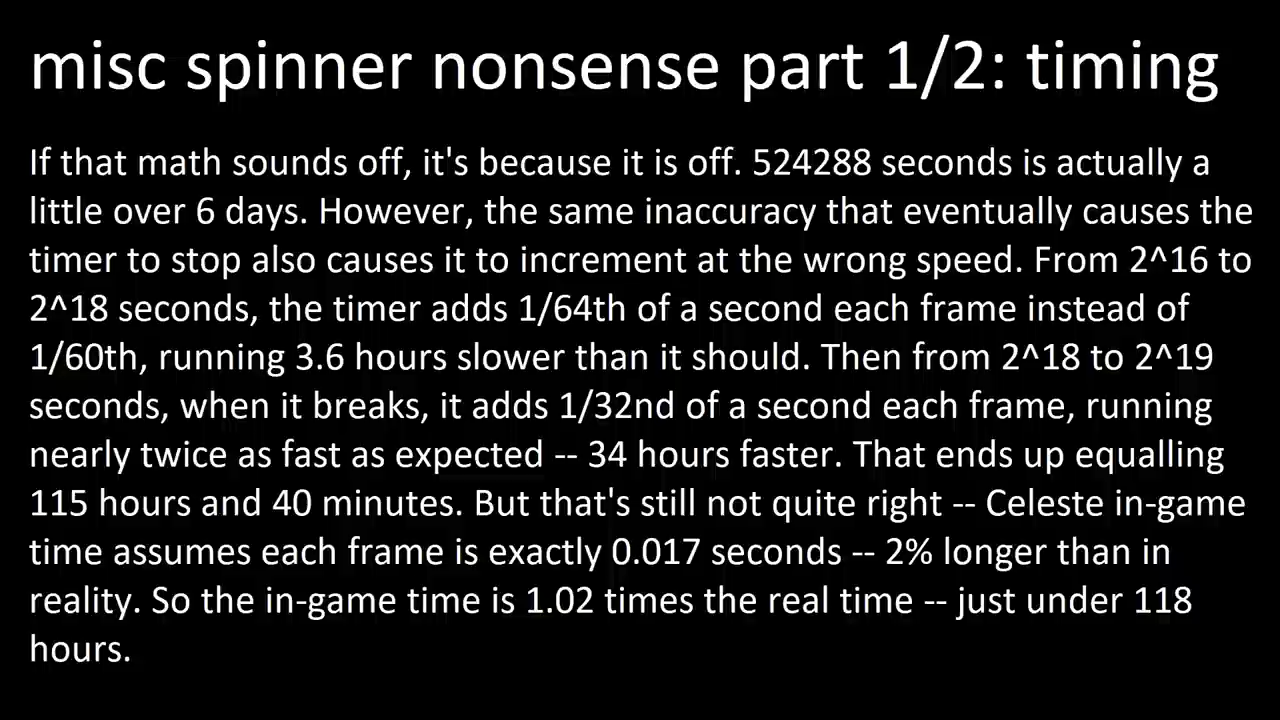 misc spinner nonsense part 1/2: timing
If that math sounds off, it's because it is off. 524288 seconds is actually a
little over 6 days. However, the same inaccuracy that eventually causes the
timer to stop also causes it to increment at the wrong speed. From 2^16 to
2^18 seconds, the timer adds 1/64th of a second each frame instead of
1/60th, running 3.6 hours slower than it should. Then from 2^18 to 2^19
seconds, when it breaks, it adds 1/32nd of a second each frame, running
nearly twice as fast as expected -- 34 hours faster. That ends up equalling
115 hours and 40 minutes. But that's still not quite right -- Celeste in-game
time assumes each frame is exactly 0.017 seconds -- 2% longer than in
reality. So the in-game time is 1.02 times the real time -- just under 118
hours.